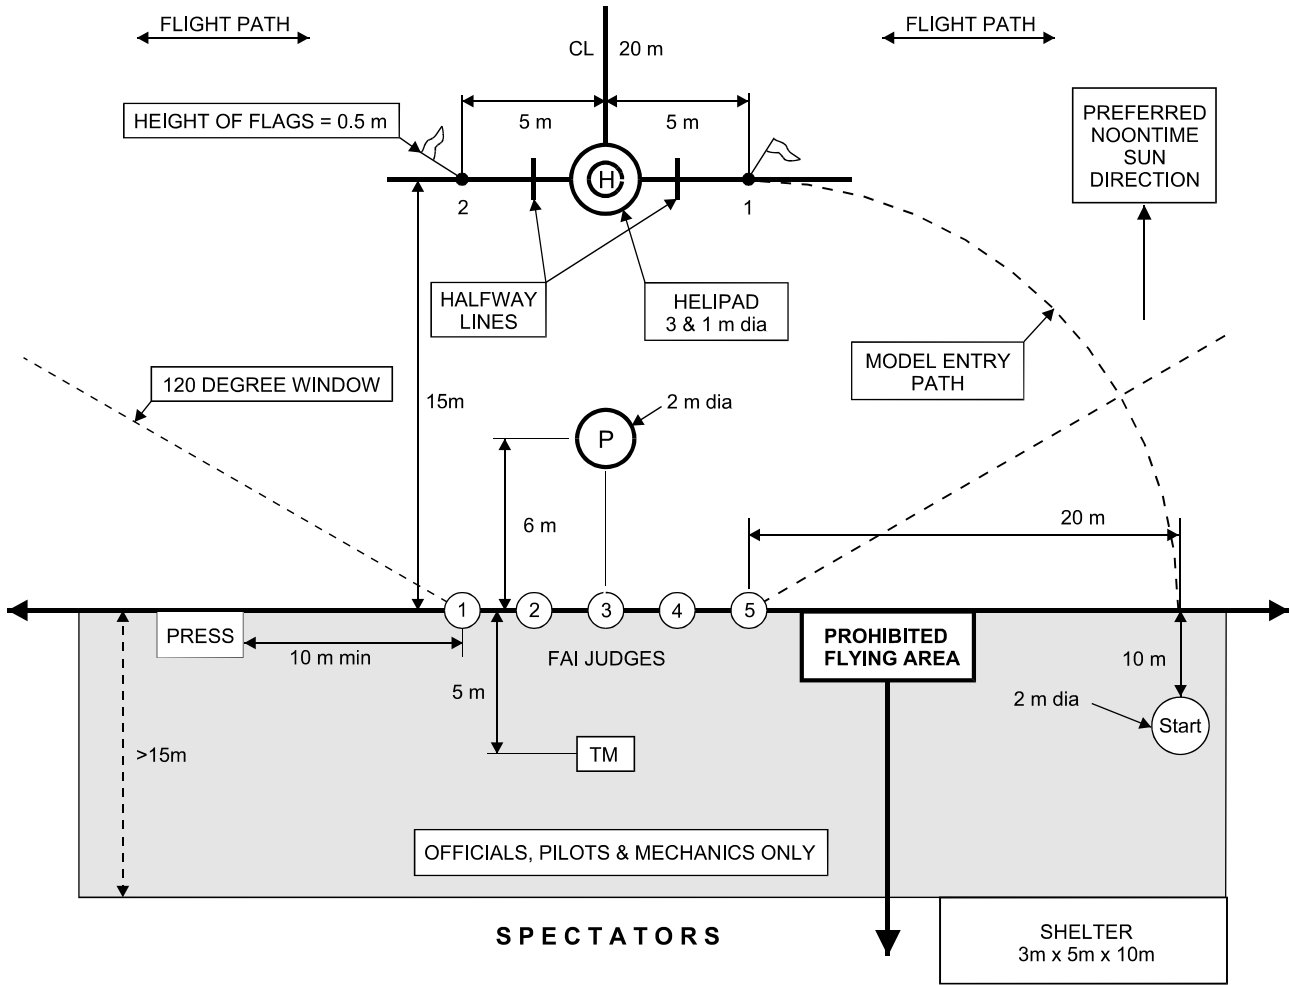 FLIGHT PATH
FLIGHT PATH
CL
20 m
HEIGHT OF FLAGS = 0.5 m
5 m
5 m
PREFERRED
NOONTIME
SUN
DIRECTION
H
2
1
HALFWAY
LINES
HELIPAD
3 & 1 m dia
MODEL ENTRY
PATH
120 DEGREE WINDOW
15m
2 m dia
P
6 m
20 m
1
2
3
4
5
PRESS
10 m min
FAI JUDGES
PROHIBITED
FLYING AREA
10 m
5 m
2 m dia
Start
>15m
TM
OFFICIALS, PILOTS & MECHANICS ONLY
SPECTATORS
SHELTER
3m x 5m x 10m